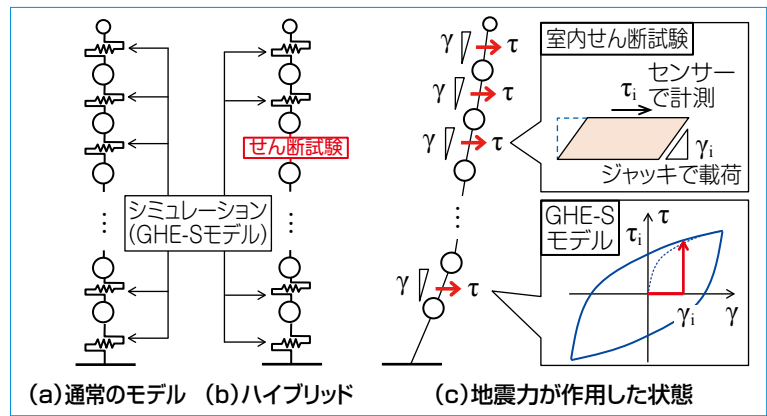 せん断試験
シミュレーション
(GHE-Sモデル)
⋮
⋮
(a)通常のモデル
(b)ハイブリッド
γ τ
γ τ
γ τ
⋮
γ τ
室内せん断試験
センサー
で計測
τi
γi
ジャッキで載荷
GHE-S
モデル
τ
τi
γi
γ
(c)地震力が作用した状態